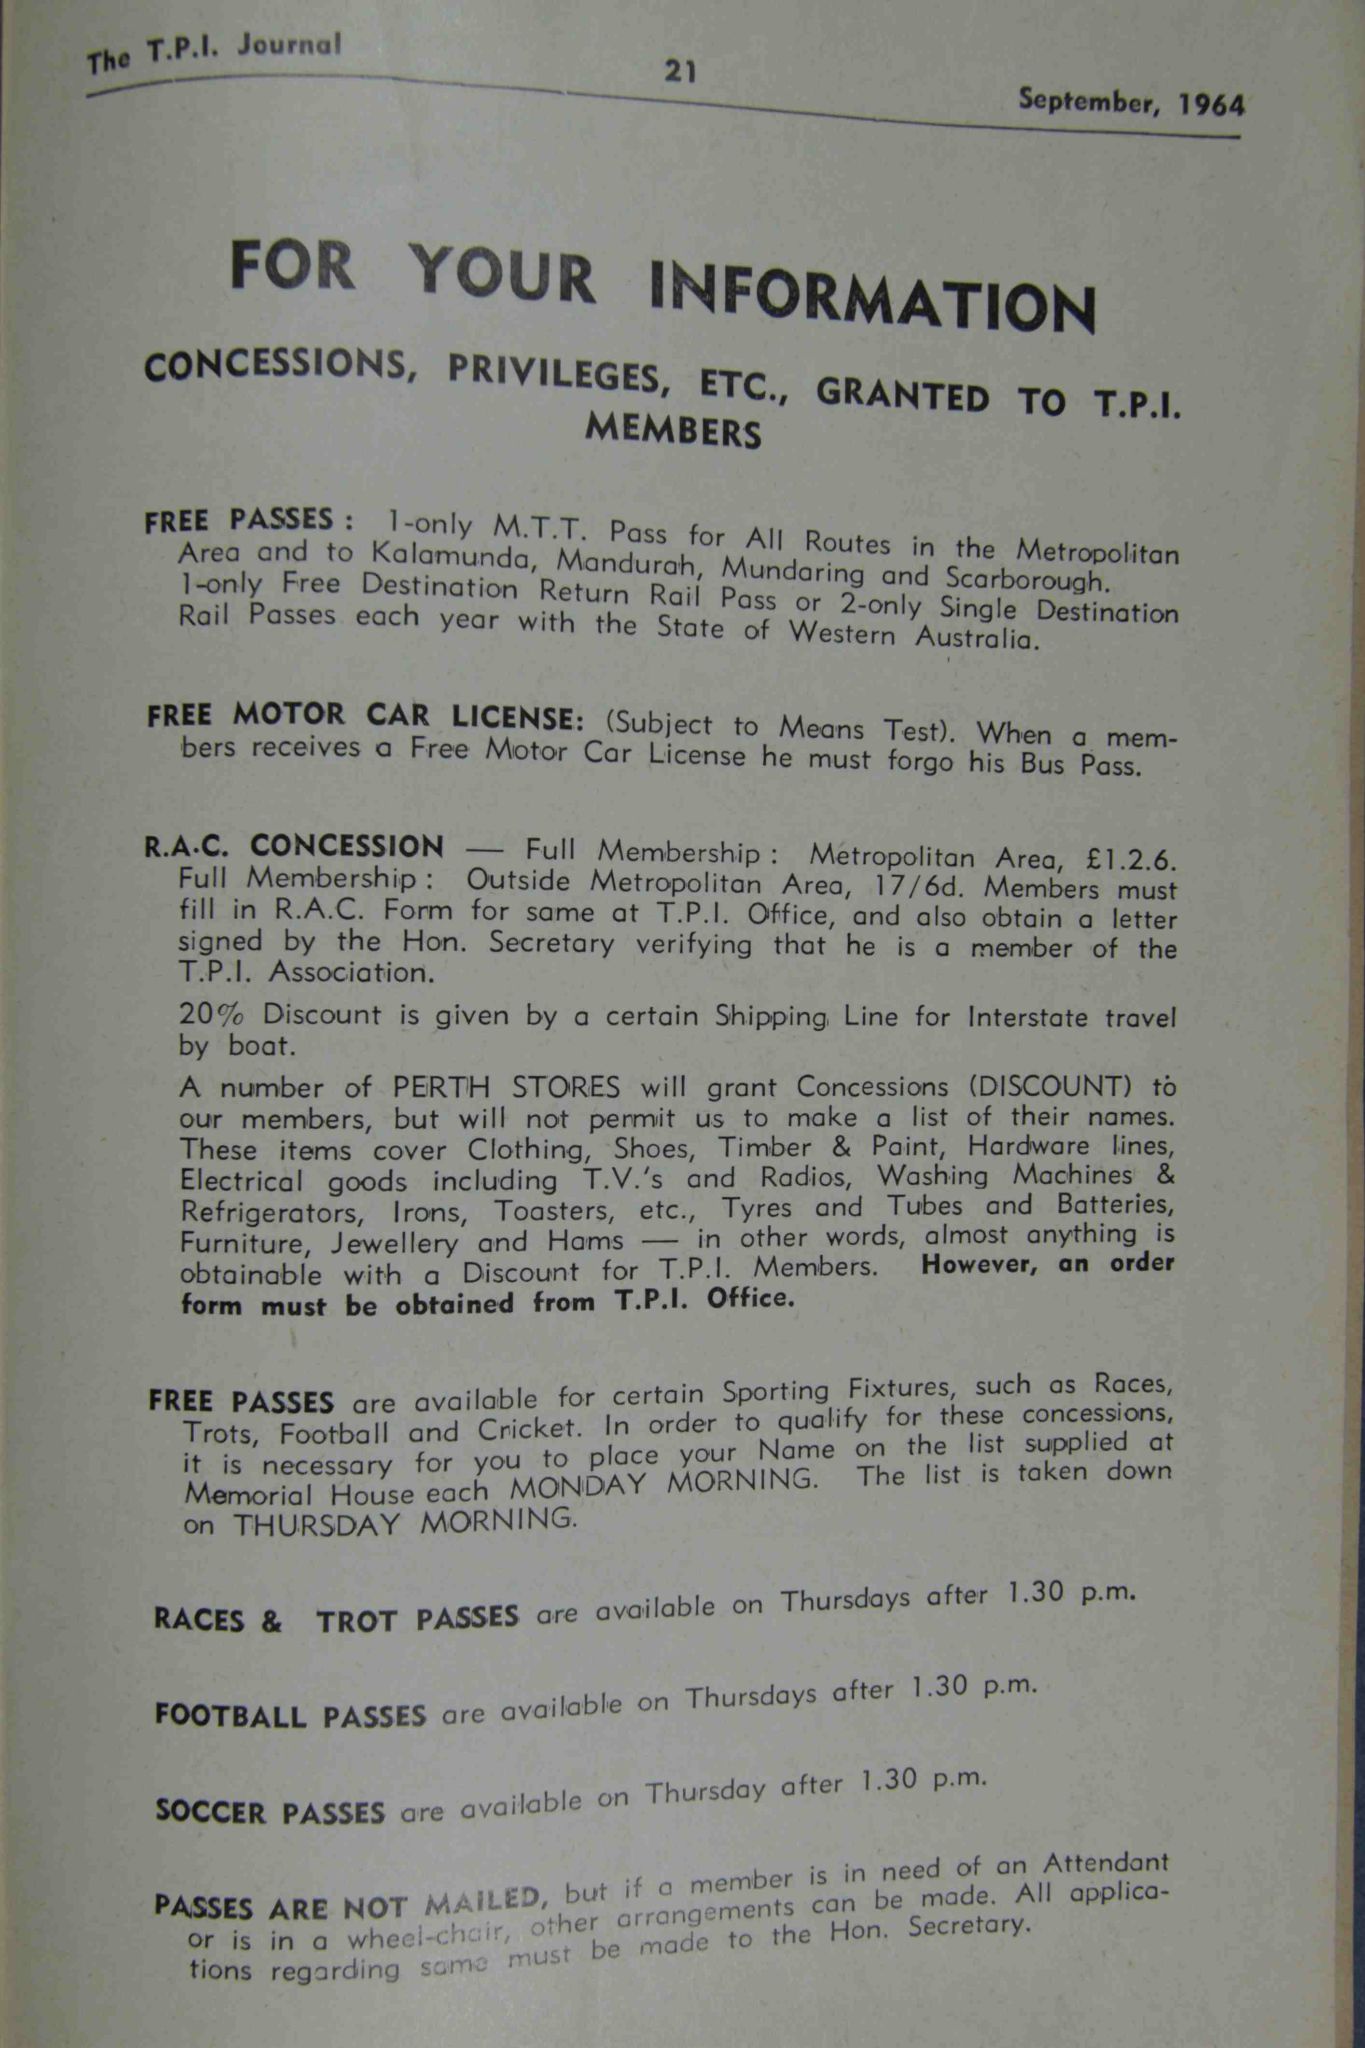 The T.P.I. Journal
21
September, 1964
FOR YOUR INFORMATION
CONCESSIONS, PRIVILEGES, ETC., GRANTED TO T.P.I.
MEMBERS
FREE PASSES : 1-only M.T.T. Pass for All Routes in the Metropolitan
Area and to Kalamunda, Mandurah, Mundaring and Scarborough.
1-only Free Destination Return Rail Pass or 2-only Single Destination
Rail Passes each year with the State of Western Australia.
FREE MOTOR CAR LICENSE: (Subject to Means Test). When a mem-
bers receives a Free Motor Car License he must forgo his Bus Pass.
R.A.C. CONCESSION — Full Membership : Metropolitan Area, £1.2.6.
Full Membership : Outside Metropolitan Area, 17/6d. Members must
fill in R.A.C. Form for same at T.P.I. Office, and also obtain a letter
signed by the Hon. Secretary verifying that he is a member of the
T.P.I. Association.
20% Discount is given by a certain Shipping Line for Interstate travel
by boat.
A number of PERTH STORES will grant Concessions (DISCOUNT) to
our members, but will not permit us to make a list of their names.
These items cover Clothing, Shoes, Timber & Paint, Hardware lines,
Electrical goods including T.V.'s and Radios, Washing Machines &
Refrigerators, Irons, Toasters, etc., Tyres and Tubes and Batteries,
Furniture, Jewellery and Hams — in other words, almost anything is
obtainable with a Discount for T.P.I. Members. However, an order
form must be obtained from T.P.I. Office.
FREE PASSES are available for certain Sporting Fixtures, such as Races,
Trots, Football and Cricket. In order to qualify for these concessions,
it is necessary for you to place your Name on the list supplied at
Memorial House each MONDAY MORNING. The list is taken down
on THURSDAY MORNING.
RACES & TROT PASSES are available on Thursdays after 1.30 p.m.
FOOTBALL PASSES are available on Thursdays after 1.30 p.m.
SOCCER PASSES are available on Thursday after 1.30 p.m.
PASSES ARE NOT MAILED, but if a member is in need of an Attendant
or is in a wheel-chair, other arrangements can be made. All applica-
tions regarding same must be made to the Hon. Secretary.